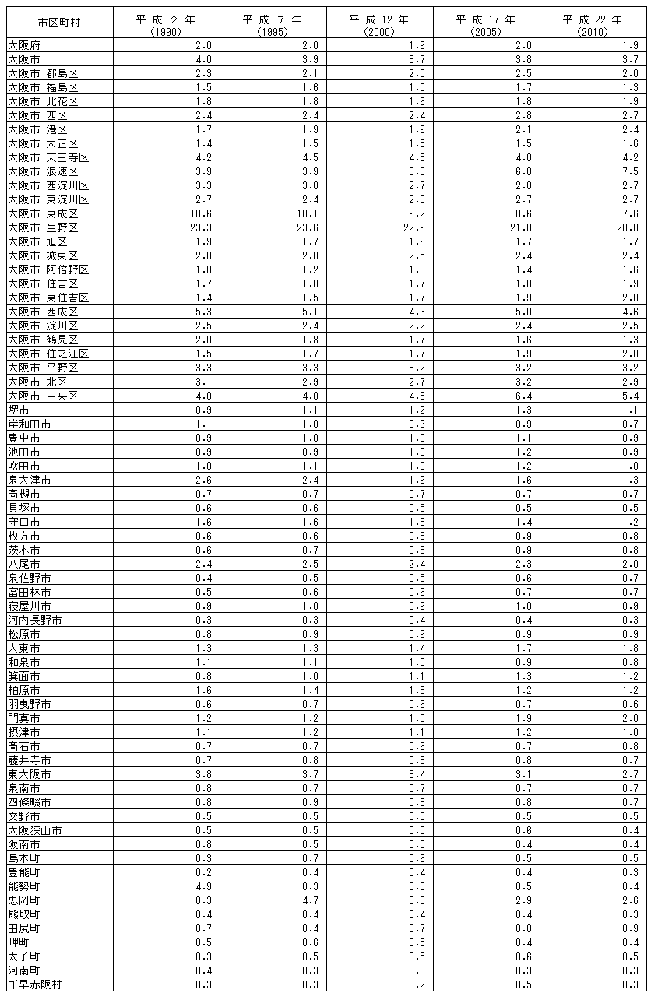 市区町村 平 成 2 年 平 成 7 年 平 成 12 年 平 成 17 年 平 成 22 年
(1990) (1995) (2000) (2005) (2010)
大阪府 2.0 2.0 1.9 2.0 1.9
大阪市 4.0 3.9 3.7 3.8 3.7
大阪市 都島区 2.3 2.1 2.0 2.5 2.0
大阪市 福島区 1.5 1.6 1.5 1.7 1.3
大阪市 此花区 1.8 1.8 1.6 1.8 1.9
大阪市 西区 2.4 2.4 2.4 2.8 2.7
大阪市 港区 1.7 1.9 1.9 2.1 2.4
大阪市 大正区 1.4 1.5 1.5 1.5 1.6
大阪市 天王寺区 4.2 4.5 4.5 4.8 4.2
大阪市 浪速区 3.9 3.9 3.8 6.0 7.5
大阪市 西淀川区 3.3 3.0 2.7 2.8 2.7
大阪市 東淀川区 2.7 2.4 2.3 2.7 2.7
大阪市 東成区 10.6 10.1 9.2 8.6 7.6
大阪市 生野区 23.3 23.6 22.9 21.8 20.8
大阪市 旭区 1.9 1.7 1.6 1.7 1.7
大阪市 城東区 2.8 2.8 2.5 2.4 2.4
大阪市 阿倍野区 1.0 1.2 1.3 1.4 1.6
大阪市 住吉区 1.7 1.8 1.7 1.8 1.9
大阪市 東住吉区 1.4 1.5 1.7 1.9 2.0
大阪市 西成区 5.3 5.1 4.6 5.0 4.6
大阪市 淀川区 2.5 2.4 2.2 2.4 2.5
大阪市 鶴見区 2.0 1.8 1.7 1.6 1.3
大阪市 住之江区 1.5 1.7 1.7 1.9 2.0
大阪市 平野区 3.3 3.3 3.2 3.2 3.2
大阪市 北区 3.1 2.9 2.7 3.2 2.9
大阪市 中央区 4.0 4.0 4.8 6.4 5.4
堺市 0.9 1.1 1.2 1.3 1.1
岸和田市 1.1 1.0 0.9 0.9 0.7
豊中市 0.9 1.0 1.0 1.1 0.9
池田市 0.9 0.9 1.0 1.2 0.9
吹田市 1.0 1.1 1.0 1.2 1.0
泉大津市 2.6 2.4 1.9 1.6 1.3
高槻市 0.7 0.7 0.7 0.7 0.7
貝塚市 0.6 0.6 0.5 0.5 0.5
守口市 1.6 1.6 1.3 1.4 1.2
枚方市 0.6 0.6 0.8 0.9 0.8
茨木市 0.6 0.7 0.8 0.9 0.8
八尾市 2.4 2.5 2.4 2.3 2.0
泉佐野市 0.4 0.5 0.5 0.6 0.7
富田林市 0.5 0.6 0.6 0.7 0.7
寝屋川市 0.9 1.0 0.9 1.0 0.9
河内長野市 0.3 0.3 0.4 0.4 0.3
松原市 0.8 0.9 0.9 0.9 0.9
大東市 1.3 1.3 1.4 1.7 1.8
和泉市 1.1 1.1 1.0 0.9 0.8
箕面市 0.8 1.0 1.1 1.3 1.2
柏原市 1.6 1.4 1.3 1.2 1.2
羽曳野市 0.6 0.7 0.6 0.7 0.6
門真市 1.2 1.2 1.5 1.9 2.0
摂津市 1.1 1.2 1.1 1.2 1.0
高石市 0.7 0.7 0.6 0.7 0.8
藤井寺市 0.7 0.8 0.8 0.8 0.7
東大阪市 3.8 3.7 3.4 3.1 2.7
泉南市 0.8 0.7 0.7 0.7 0.7
四條畷市 0.8 0.9 0.8 0.8 0.7
交野市 0.5 0.5 0.5 0.5 0.5
大阪狭山市 0.5 0.5 0.5 0.6 0.4
阪南市 0.8 0.5 0.5 0.4 0.4
島本町 0.3 0.7 0.6 0.5 0.5
豊能町 0.2 0.4 0.4 0.4 0.3
能勢町 4.9 0.3 0.3 0.5 0.4
忠岡町 0.3 4.7 3.8 2.9 2.6
熊取町 0.4 0.4 0.4 0.4 0.3
田尻町 0.7 0.4 0.7 0.8 0.9
岬町 0.5 0.6 0.5 0.4 0.4
太子町 0.3 0.5 0.5 0.6 0.5
河南町 0.4 0.3 0.3 0.3 0.3
千早赤阪村 0.3 0.3 0.2 0.5 0.3